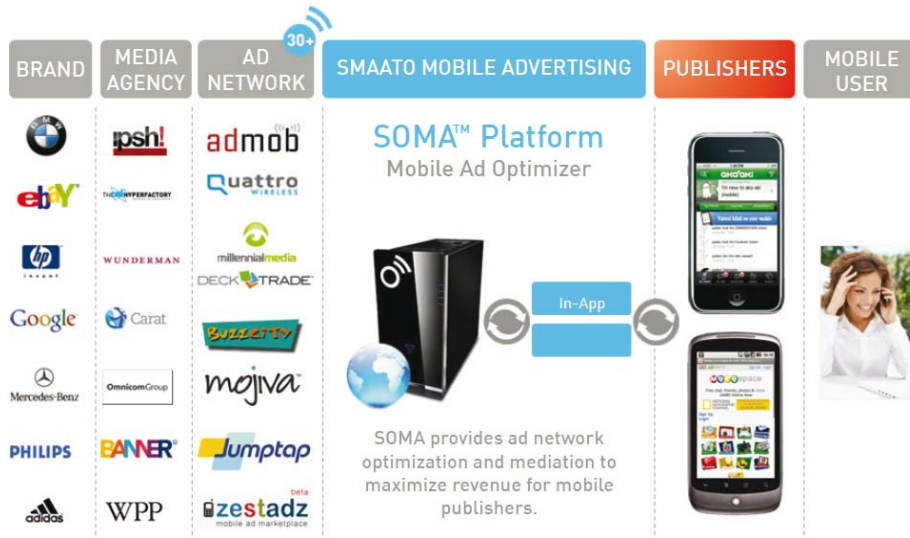 30+
BRAND
MEDIA
AGENCY
AD
NETWORK
SMAATO MOBILE ADVERTISING
PUBLISHERS
MOBILE
USER
BMW
ebaY
hp
invent
Google
Mercedes-Benz
PHILIPS
adidas
ipsh!
THE HYPERFACTORY
WUNDERMAN
Carat
OmnicomGroup
BANNER
WPP
admob
Quattro
WIRELESS
millennialmedia
DECKTRADE
BUZZCITY
mojiva
Jumptap
beta
zestadz
mobile ad marketplace
SOMA™ Platform
Mobile Ad Optimizer
In-App
SOMA provides ad network
optimization and mediation to
maximize revenue for mobile
publishers.